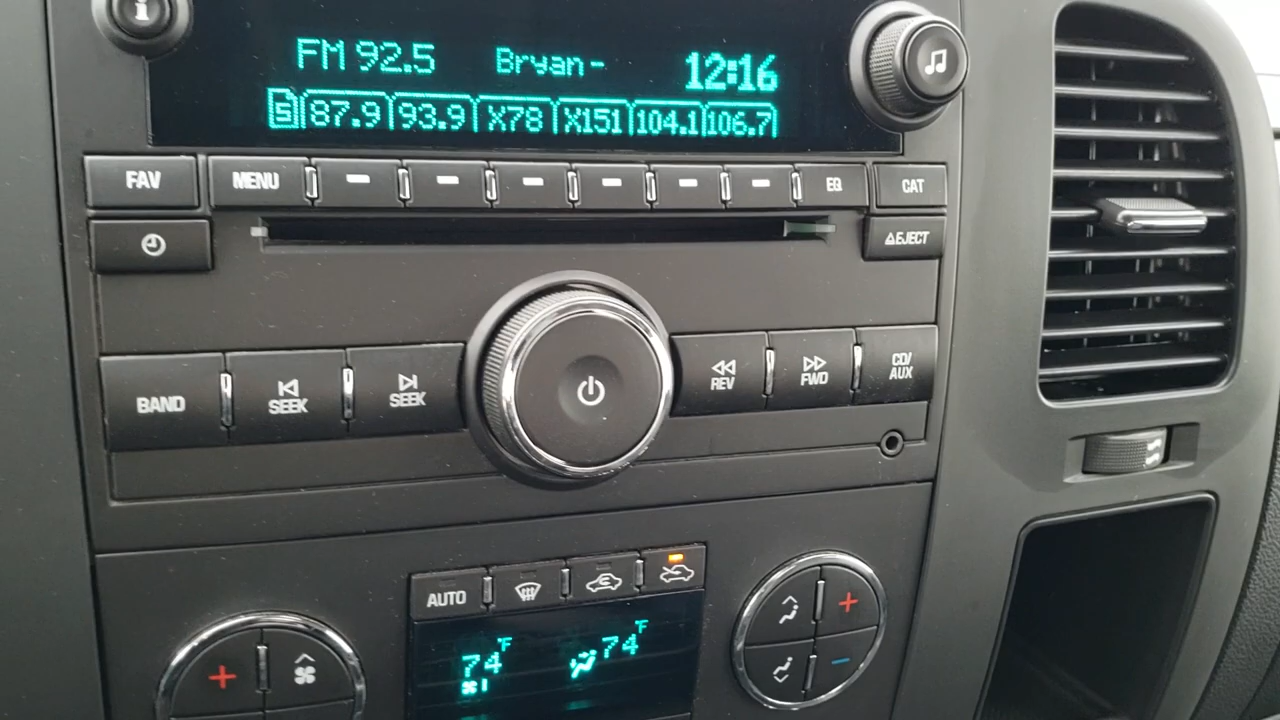 FM 92.5 Bryan- 12:16
5 87.9 93.9 X78 X151 104.1 106.7
FAV MENU EQ CAT
EJECT
BAND SEEK SEEK REV FWD CD/
AUX
AUTO
74°F 74°F